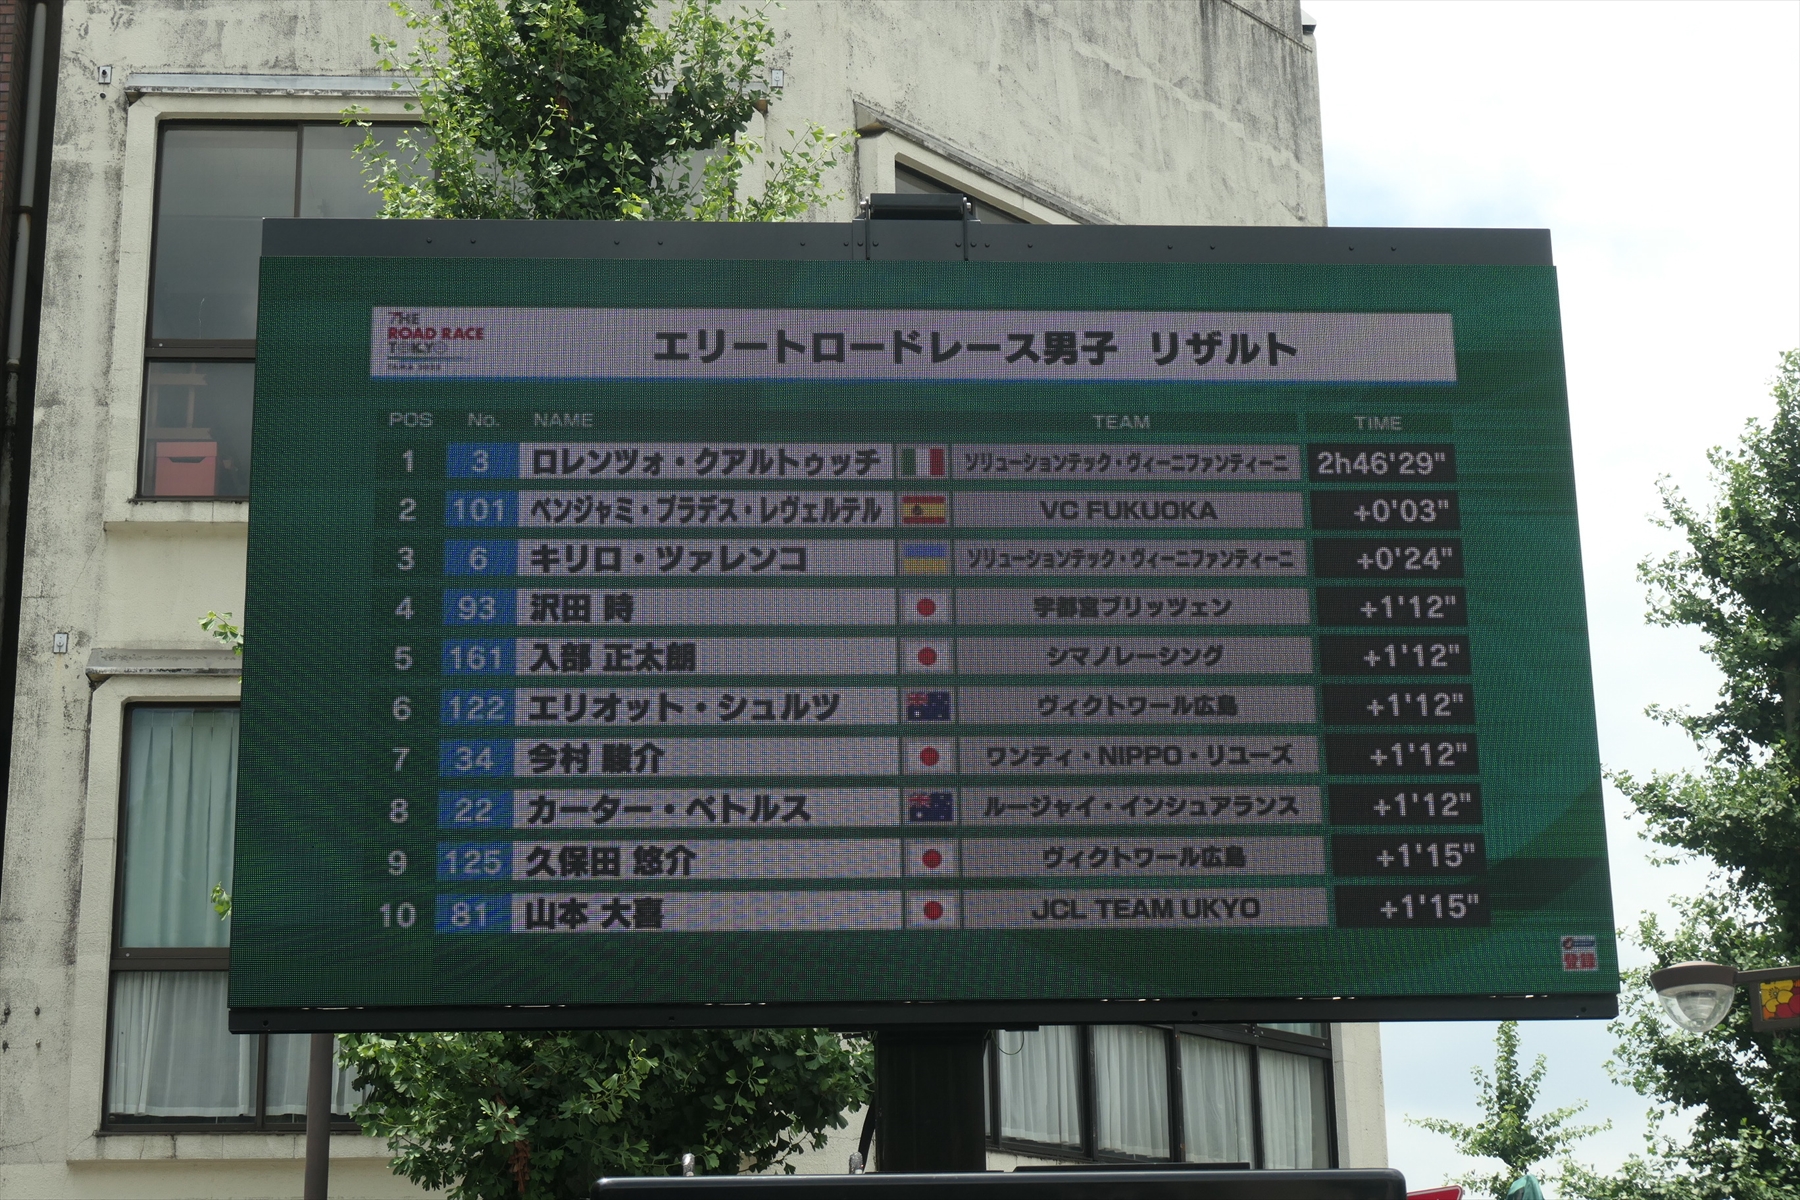 THE
ROAD RACE
TOKYO
エリートロードレース男子 リザルト
POS No. NAME TEAM TIME
1 3 ロレンツォ・クアルトゥッチ ソリューションテック・ヴィーニファンティーニ 2h46'29"
2 101 ベンジャミ・プラデス・レヴェルテル VC FUKUOKA +0'03"
3 6 キリロ・ツァレンコ ソリューションテック・ヴィーニファンティーニ +0'24"
4 93 沢田 時 宇都宮ブリッツェン +1'12"
5 161 入部 正太朗 シマノレーシング +1'12"
6 122 エリオット・シュルツ ヴィクトワール広島 +1'12"
7 34 今村 駿介 ワンティ・NIPPO・リユーズ +1'12"
8 22 カーター・ベトルス ルージャイ・インシュアランス +1'12"
9 125 久保田 悠介 ヴィクトワール広島 +1'15"
10 81 山本 大喜 JCL TEAM UKYO +1'15"
登録